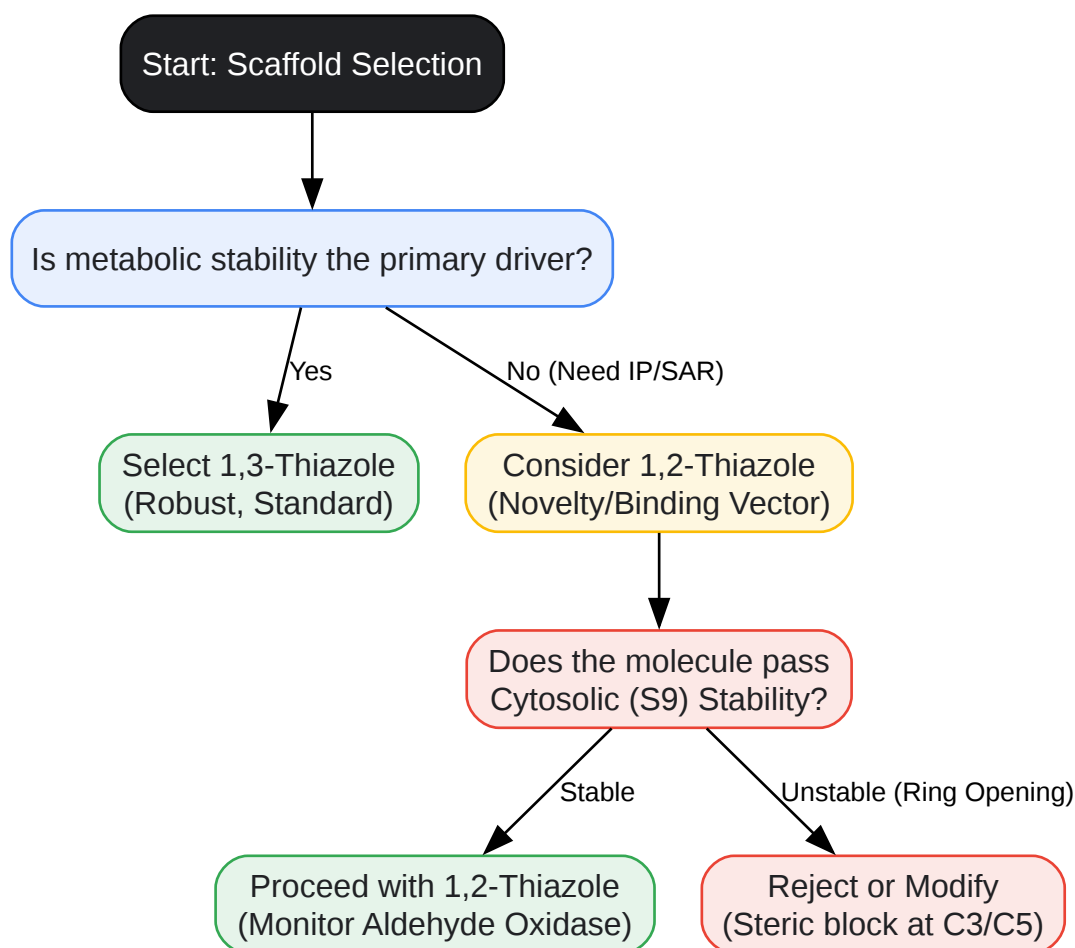 Start: Scaffold Selection
Is metabolic stability the primary driver?
Yes
No (Need IP/SAR)
Select 1,3-Thiazole
(Robust, Standard)
Consider 1,2-Thiazole
(Novelty/Binding Vector)
Does the molecule pass
Cytosolic (S9) Stability?
Stable
Unstable (Ring Opening)
Proceed with 1,2-Thiazole
(Monitor Aldehyde Oxidase)
Reject or Modify
(Steric block at C3/C5)